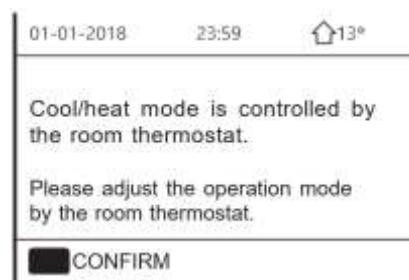 01-01-2018 23:59 13°
Cool/heat mode is controlled by
the room thermostat.
Please adjust the operation mode
by the room thermostat.
CONFIRM